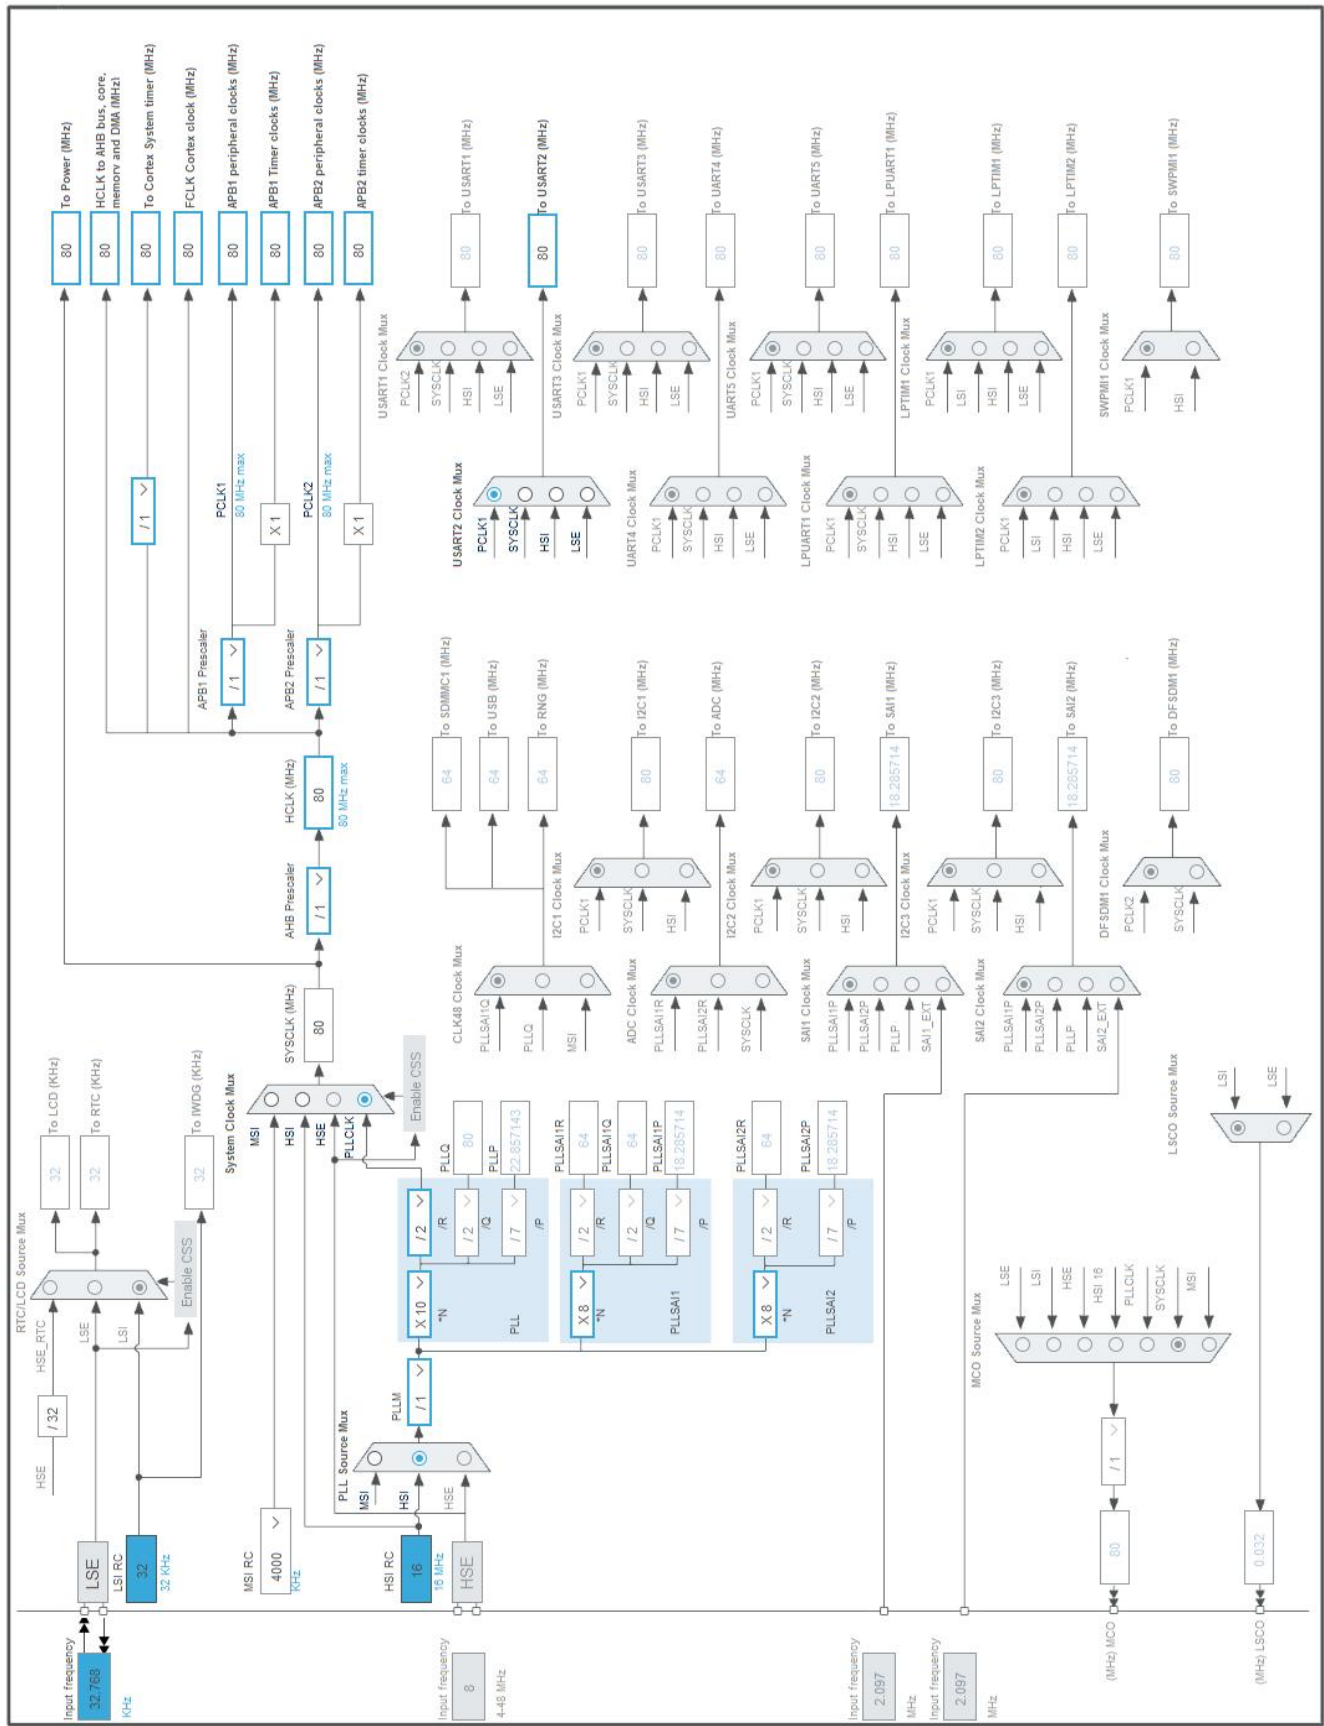 RTC/LCD Source Mux
HSE
/ 32
HSE_RTC
32
To LCD (KHz)
Input frequency
32.768
KHz
LSE
LSE
32
To RTC (KHz)
LSI RC
32
32 KHz
LSI
Enable CSS
32
To IWDG (KHz)
80
To Power (MHz)
80
HCLK to AHB bus, core,
memory and DMA (MHz)
/ 1
80
To Cortex System timer (MHz)
80
FCLK Cortex clock (MHz)
APB1 Prescaler
/ 1
PCLK1
80 MHz max
80
APB1 peripheral clocks (MHz)
X 1
80
APB1 Timer clocks (MHz)
System Clock Mux
MSI RC
4000
KHz
MSI
HSI
HSE
PLLCLK
Enable CSS
SYSCLK (MHz)
80
AHB Prescaler
/ 1
HCLK (MHz)
80
80 MHz max
APB2 Prescaler
/ 1
PCLK2
80 MHz max
80
APB2 peripheral clocks (MHz)
X 1
80
APB2 timer clocks (MHz)
PLL Source Mux
MSI
HSI
HSE
HSI RC
16
16 MHz
Input frequency
8
4-48 MHz
HSE
PLLM
/ 1
X 10
*N
PLL
/ 2
/R
/ 2
/Q
/ 7
/P
PLLQ
80
PLLP
22.857143
X 8
*N
PLLSAI1
/ 2
/R
/ 2
/Q
/ 7
/P
PLLSAI1R
64
PLLSAI1Q
64
PLLSAI1P
18.285714
X 8
*N
PLLSAI2
/ 2
/R
/ 7
/P
PLLSAI2R
64
PLLSAI2P
18.285714
CLK48 Clock Mux
PLLSAI1Q
PLLQ
MSI
64
To SDMMC1 (MHz)
64
To USB (MHz)
64
To RNG (MHz)
I2C1 Clock Mux
PCLK1
SYSCLK
HSI
80
To I2C1 (MHz)
ADC Clock Mux
PLLSAI1R
PLLSAI2R
SYSCLK
64
To ADC (MHz)
I2C2 Clock Mux
PCLK1
SYSCLK
HSI
80
To I2C2 (MHz)
SAI1 Clock Mux
PLLSAI1P
PLLSAI2P
PLLP
SAI1_EXT
18.285714
To SAI1 (MHz)
I2C3 Clock Mux
PCLK1
SYSCLK
HSI
80
To I2C3 (MHz)
SAI2 Clock Mux
PLLSAI1P
PLLSAI2P
PLLP
SAI2_EXT
18.285714
To SAI2 (MHz)
DFSDM1 Clock Mux
PCLK2
SYSCLK
80
To DFSDM1 (MHz)
USART1 Clock Mux
PCLK2
SYSCLK
HSI
LSE
80
To USART1 (MHz)
USART2 Clock Mux
PCLK1
SYSCLK
HSI
LSE
80
To USART2 (MHz)
USART3 Clock Mux
PCLK1
SYSCLK
HSI
LSE
80
To USART3 (MHz)
UART4 Clock Mux
PCLK1
SYSCLK
HSI
LSE
80
To UART4 (MHz)
UART5 Clock Mux
PCLK1
SYSCLK
HSI
LSE
80
To UART5 (MHz)
LPUART1 Clock Mux
PCLK1
SYSCLK
HSI
LSE
80
To LPUART1 (MHz)
LPTIM1 Clock Mux
PCLK1
LSI
HSI
LSE
80
To LPTIM1 (MHz)
LPTIM2 Clock Mux
PCLK1
LSI
HSI
LSE
80
To LPTIM2 (MHz)
SWPMI1 Clock Mux
PCLK1
HSI
80
To SWPMI1 (MHz)
Input frequency
2.097
MHz
Input frequency
2.097
MHz
MCO Source Mux
LSE
LSI
HSE
HSI 16
PLLCLK
SYSCLK
MSI
/ 1
80
(MHz) MCO
LSCO Source Mux
LSI
LSE
0.032
(MHz) LSCO